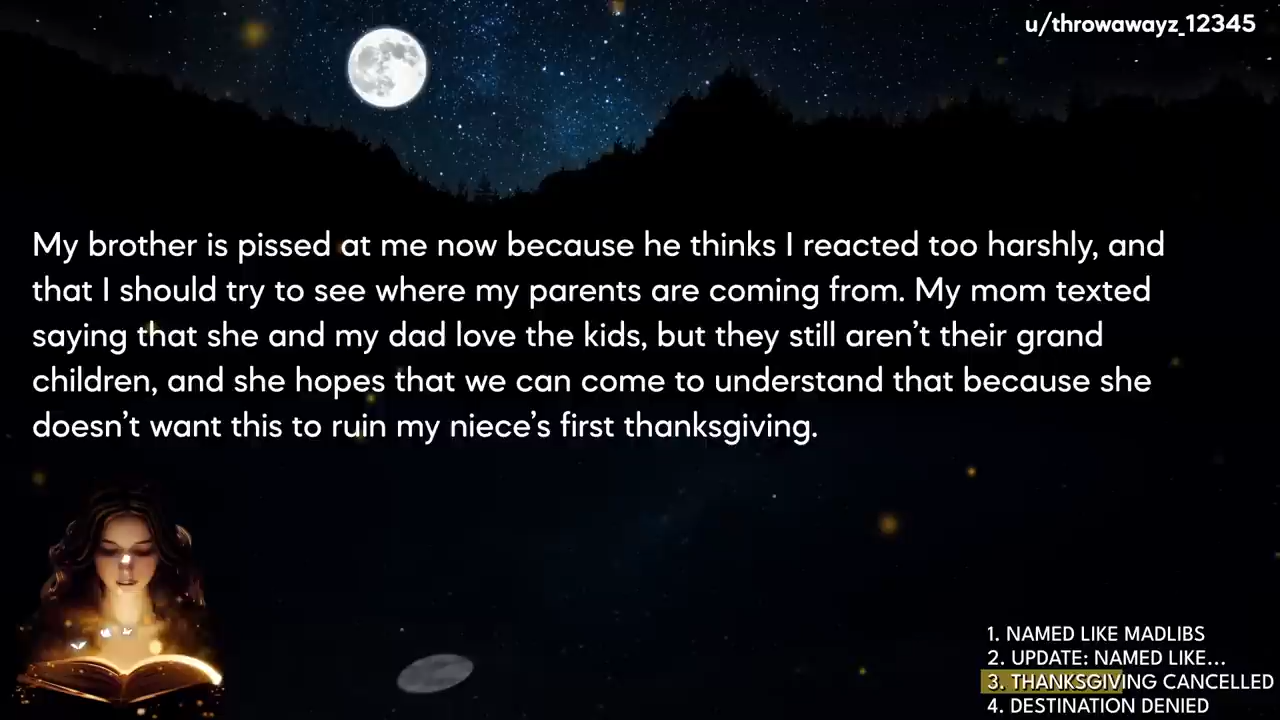 u/throwawayz_12345
My brother is pissed at me now because he thinks I reacted too harshly, and
that I should try to see where my parents are coming from. My mom texted
saying that she and my dad love the kids, but they still aren’t their grand
children, and she hopes that we can come to understand that because she
doesn’t want this to ruin my niece’s first thanksgiving.
1. NAMED LIKE MADLIBS
2. UPDATE: NAMED LIKE...
3. THANKSGIVING CANCELLED
4. DESTINATION DENIED